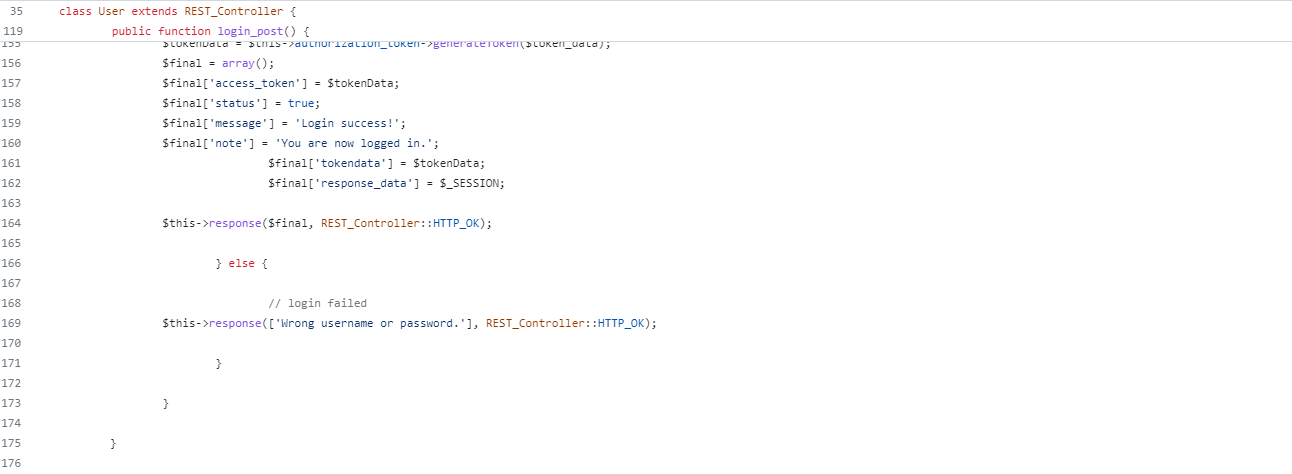 35 class User extends REST_Controller {
119 public function login_post() {
155 $tokenData = $this->authorization_token->generateToken($token_data);
156 $final = array();
157 $final['access_token'] = $tokenData;
158 $final['status'] = true;
159 $final['message'] = 'Login success!';
160 $final['note'] = 'You are now logged in.';
161 $final['tokendata'] = $tokenData;
162 $final['response_data'] = $_SESSION;
163
164 $this->response($final, REST_Controller::HTTP_OK);
165
166 } else {
167
168 // login failed
169 $this->response(['Wrong username or password.'], REST_Controller::HTTP_OK);
170
171 }
172
173 }
174
175 }
176